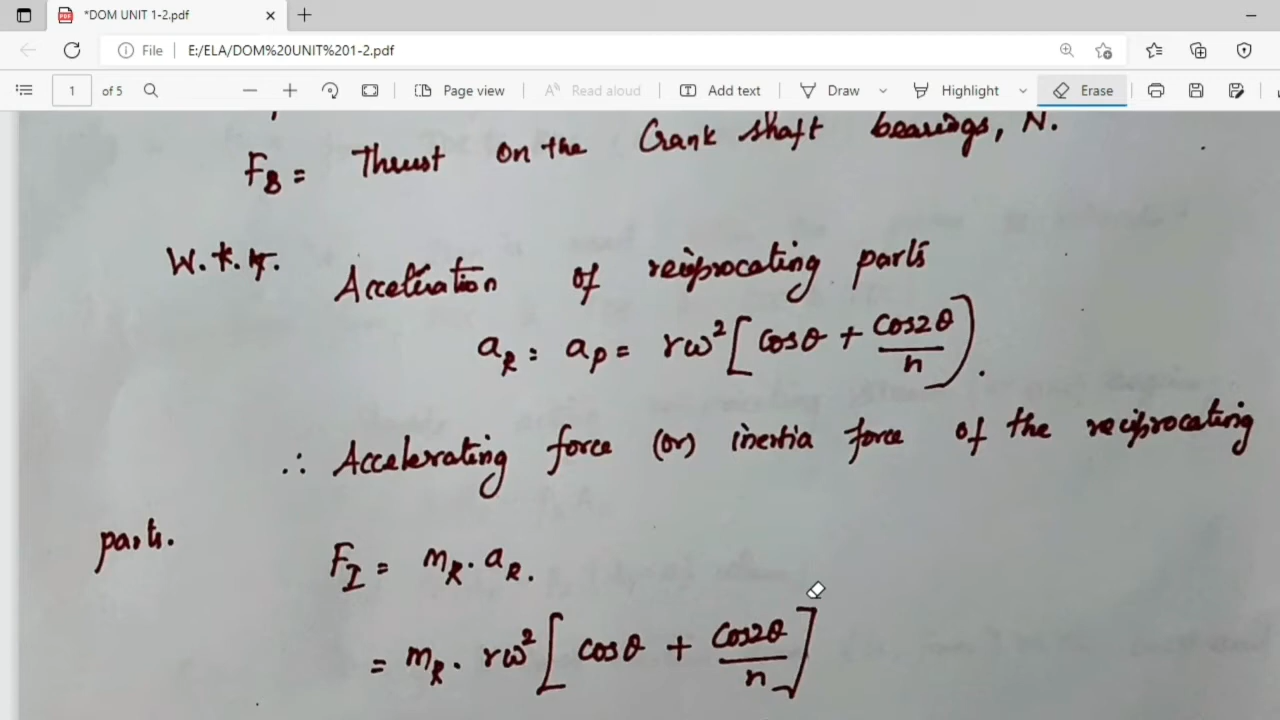 *DOM UNIT 1-2.pdf
File E:/ELA/DOM%20UNIT%201-2.pdf
1 of 5 Page view Read aloud Add text Draw Highlight Erase
F_B = Thrust on the Crank shaft bearings, N.
W.K.T. Acceleration of reciprocating parts
a_R = a_P = rω² [cosθ + cos2θ/n].
∴ Accelerating force (or) inertia force of the reciprocating
parts.
F_I = m_R . a_R.
= m_R . rω² [cosθ + cos2θ/n]